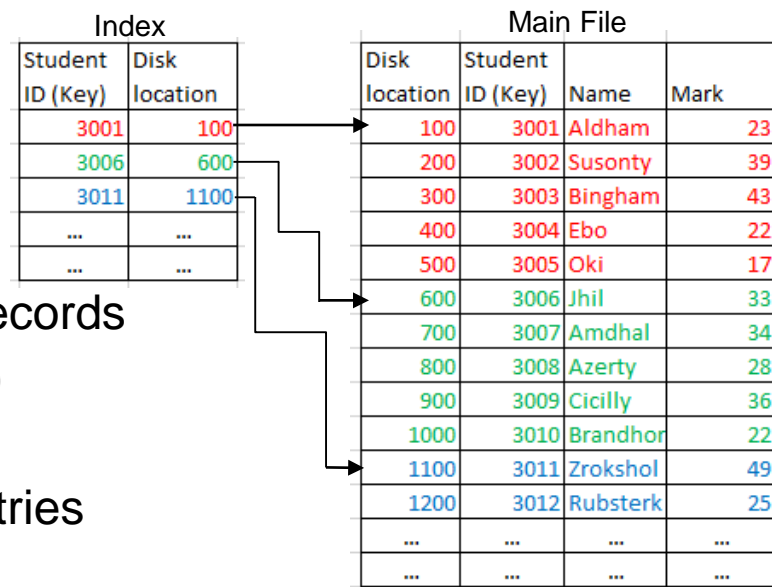 Index
Student Disk
ID (Key) location
3001 100
3006 600
3011 1100
... ...
... ...
ecords
tries
Main File
Disk Student
location ID (Key) Name Mark
100 3001 Aldham 23
200 3002 Susonty 39
300 3003 Bingham 43
400 3004 Ebo 22
500 3005 Oki 17
600 3006 Jhil 33
700 3007 Amdhal 34
800 3008 Azerty 28
900 3009 Cicilly 36
1000 3010 Brandhor 22
1100 3011 Zrokshol 49
1200 3012 Rubsterk 25
... ... ... ...
... ... ... ...